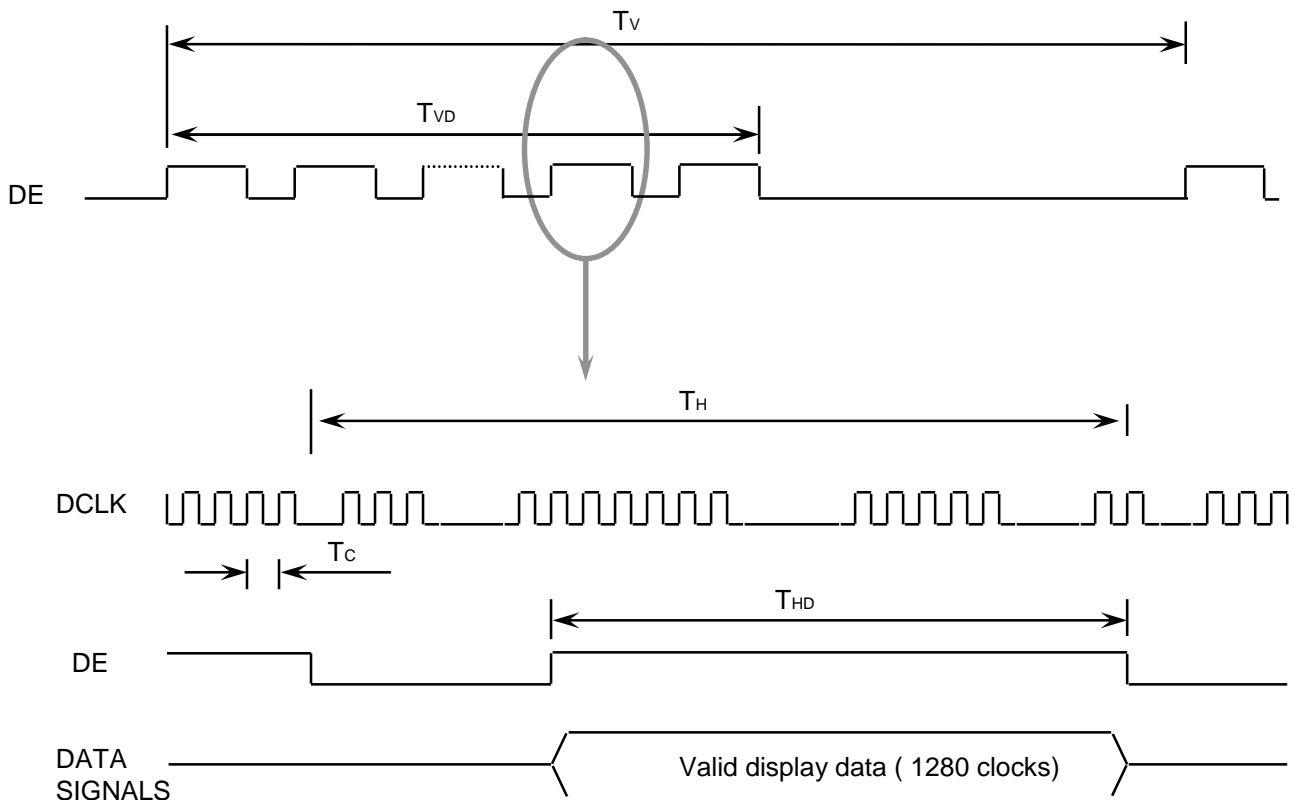 TV
TVD
DE
TH
DCLK
TC
THD
DE
DATA
SIGNALS
Valid display data ( 1280 clocks)